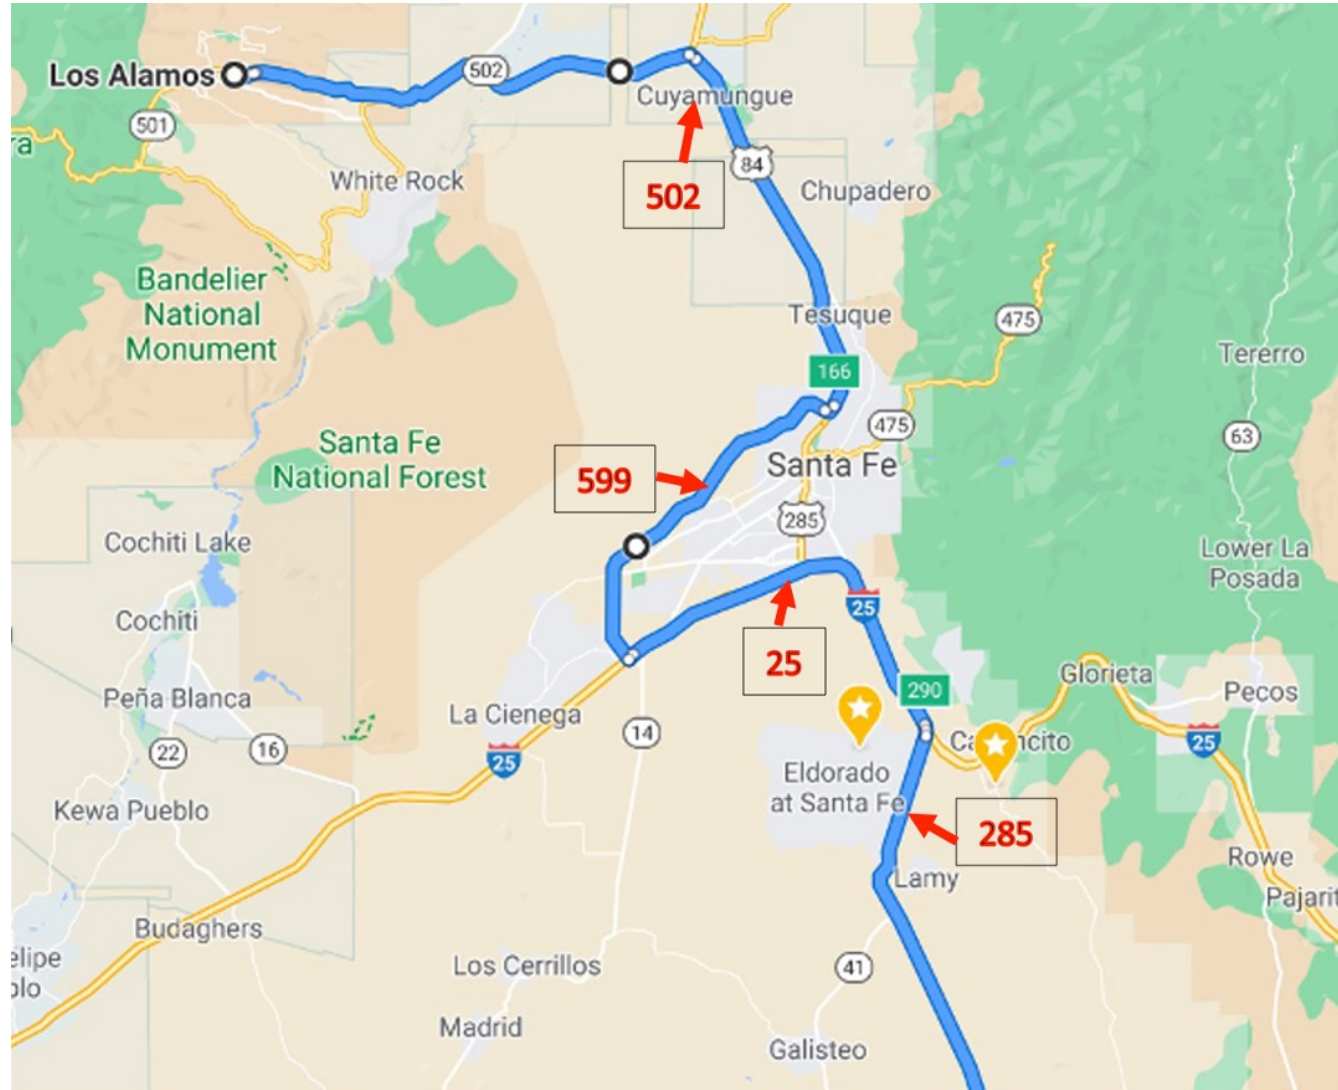 Los Alamos
502
Cuyamungue
501
ra
84
502
White Rock
Chupadero
Bandelier
National
Monument
Tesuque
475
Tererro
166
475
63
Santa Fe
National Forest
599
Santa Fe
285
Cochiti Lake
Lower La
Posada
25
Cochiti
25
Glorieta
290
Pecos
Peña Blanca
La Cienega
14
22
16
25
25
Eldorado
at Santa Fe
Kewa Pueblo
285
Rowe
Lamy
Pajarit
Budaghers
elipe
Los Cerrillos
41
Madrid
Galisteo